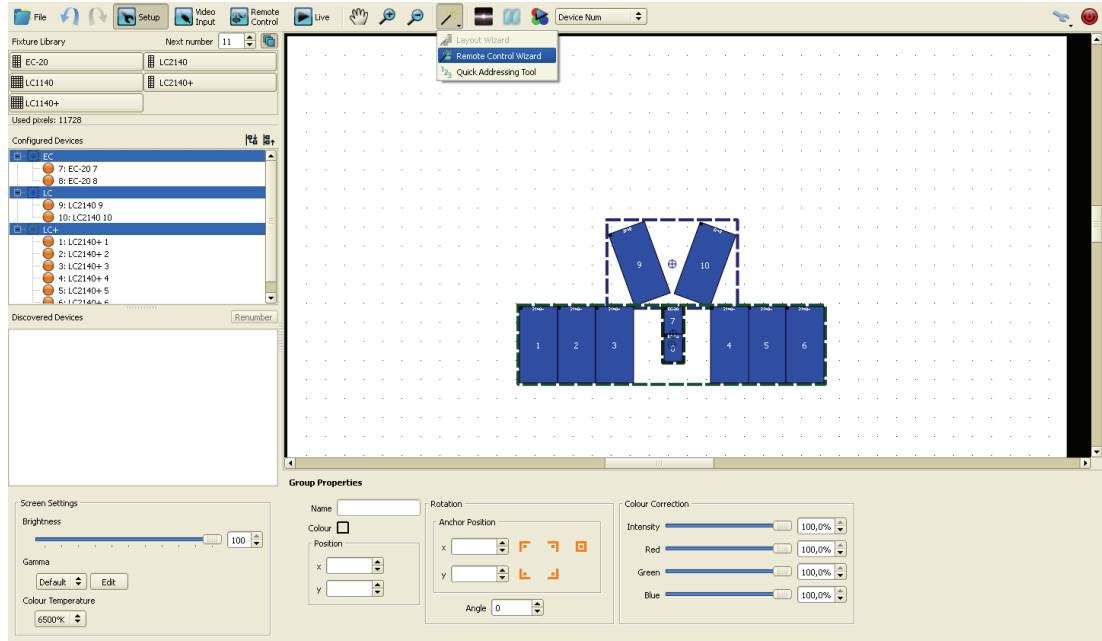 File Setup Video Input Remote Control Live Device Num
Layout Wizard
Remote Control Wizard
Quick Addressing Tool
Fixture Library Next number 11
EC-20 LC2140
LC1140 LC2140+
LC1140+
Used pixels: 11728
Configured Devices
EC
7: EC-20 7
8: EC-20 8
LC
9: LC2140 9
10: LC2140 10
LC+
1: LC2140+ 1
2: LC2140+ 2
3: LC2140+ 3
4: LC2140+ 4
5: LC2140+ 5
6: LC2140+ 6
Discovered Devices Renumber
9 10
7
1 2 3 8 4 5 6
Group Properties
Screen Settings
Brightness
100
Gamma
Default Edit
Colour Temperature
6500°K
Name
Colour
Position
x
y
Rotation
Anchor Position
x
y
Angle 0
Colour Correction
Intensity 100,0%
Red 100,0%
Green 100,0%
Blue 100,0%